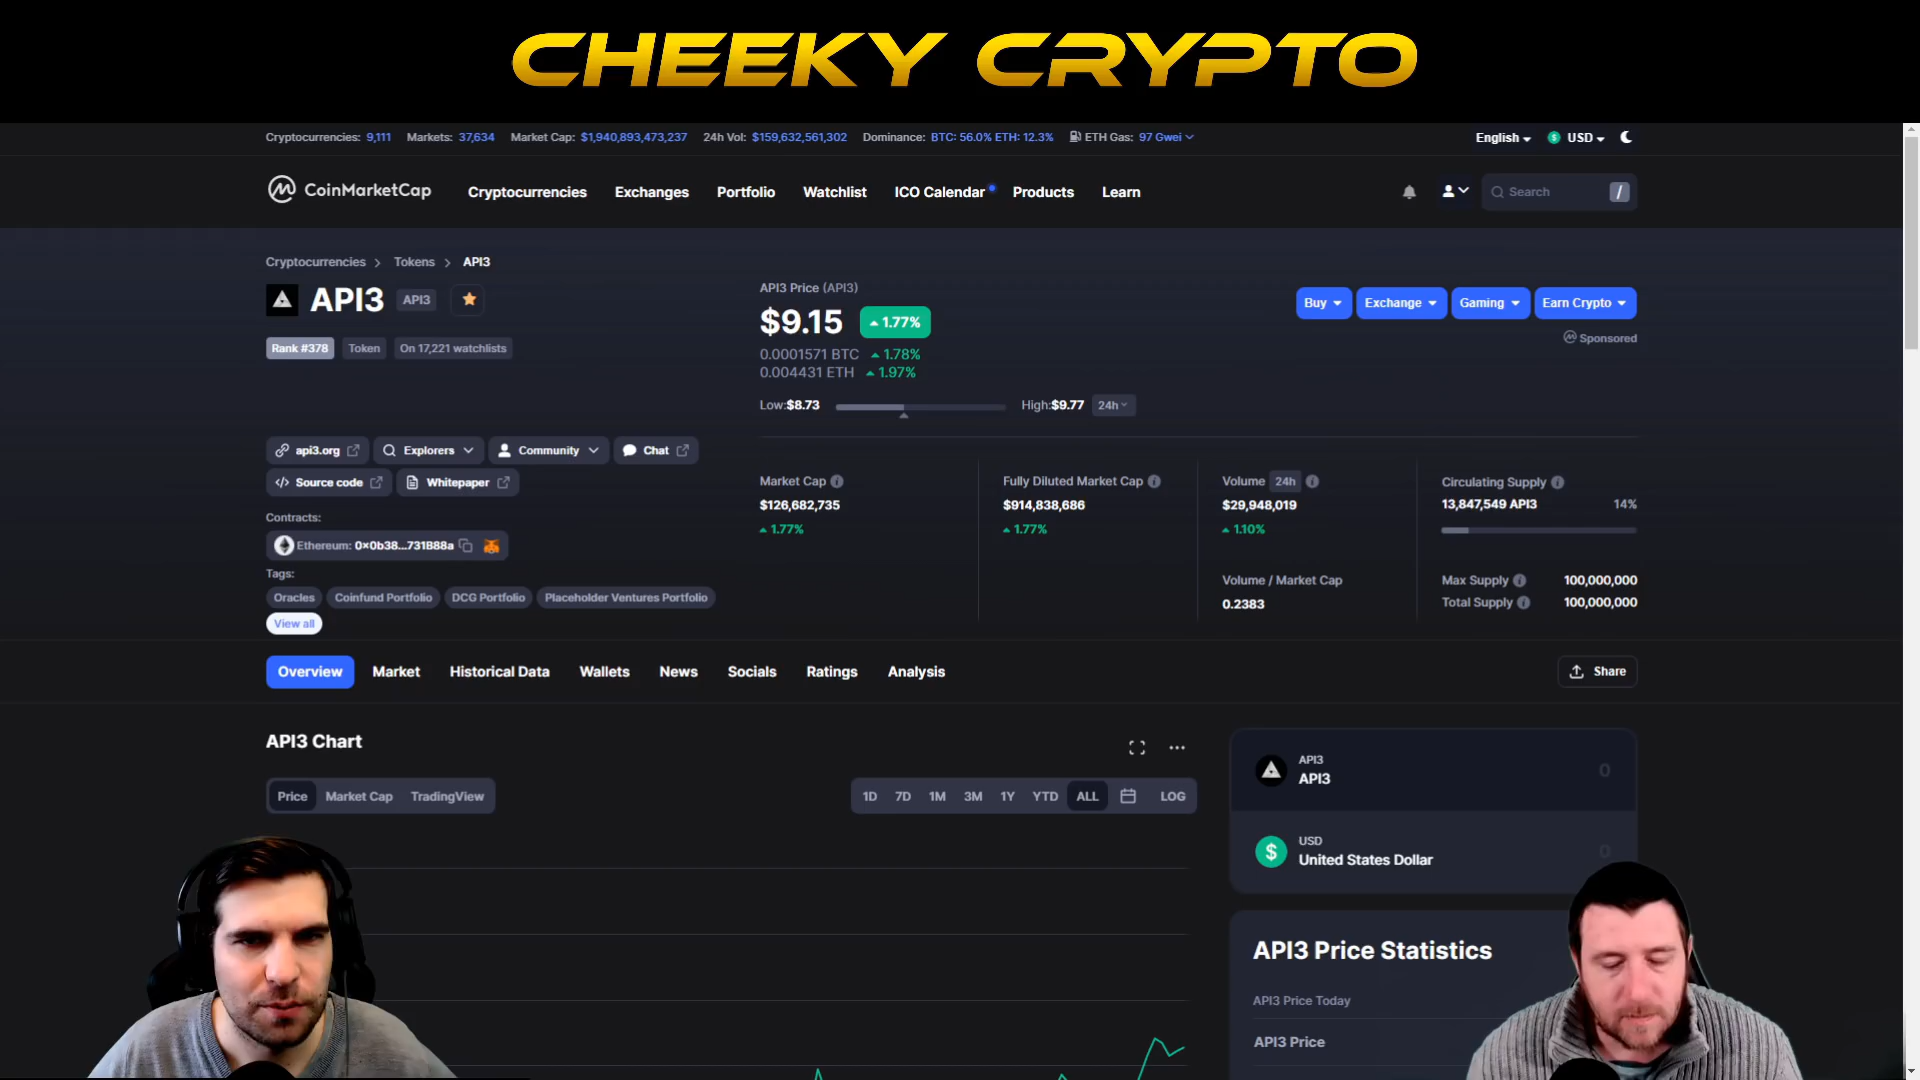 CHEEKY CRYPTO
Cryptocurrencies: 9,111 Markets: 37,634 Market Cap: $1,940,893,473,237 24h Vol: $159,632,561,302 Dominance: BTC: 56.0% ETH: 12.3% ETH Gas: 97 Gwei English USD
CoinMarketCap Cryptocurrencies Exchanges Portfolio Watchlist ICO Calendar Products Learn Search /
Cryptocurrencies > Tokens > API3
API3 API3
Rank #378 Token On 17,221 watchlists
API3 Price (API3)
$9.15 1.77%
0.0001571 BTC 1.78%
0.004431 ETH 1.97%
Low:$8.73 High:$9.77 24h
Buy Exchange Gaming Earn Crypto
Sponsored
api3.org Explorers Community Chat
Source code Whitepaper
Contracts:
Ethereum: 0x0b38...731B88a
Tags:
Oracles Coinfund Portfolio DCG Portfolio Placeholder Ventures Portfolio
View all
Market Cap
$126,682,735
1.77%
Fully Diluted Market Cap
$914,838,686
1.77%
Volume 24h
$29,948,019
1.10%
Volume / Market Cap
0.2383
Circulating Supply
13,847,549 API3 14%
Max Supply 100,000,000
Total Supply 100,000,000
Overview Market Historical Data Wallets News Socials Ratings Analysis Share
API3 Chart
Price Market Cap TradingView 1D 7D 1M 3M 1Y YTD ALL LOG
API3
API3 0
USD
United States Dollar 0
API3 Price Statistics
API3 Price Today
API3 Price